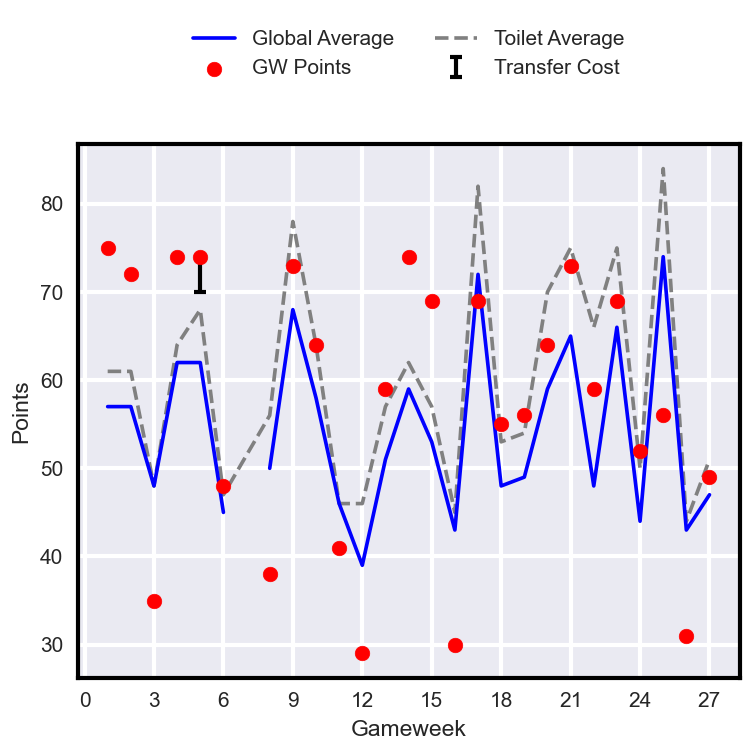 Global Average
Toilet Average
GW Points
Transfer Cost
80
70
60
50
40
30
Points
0 3 6 9 12 15 18 21 24 27
Gameweek